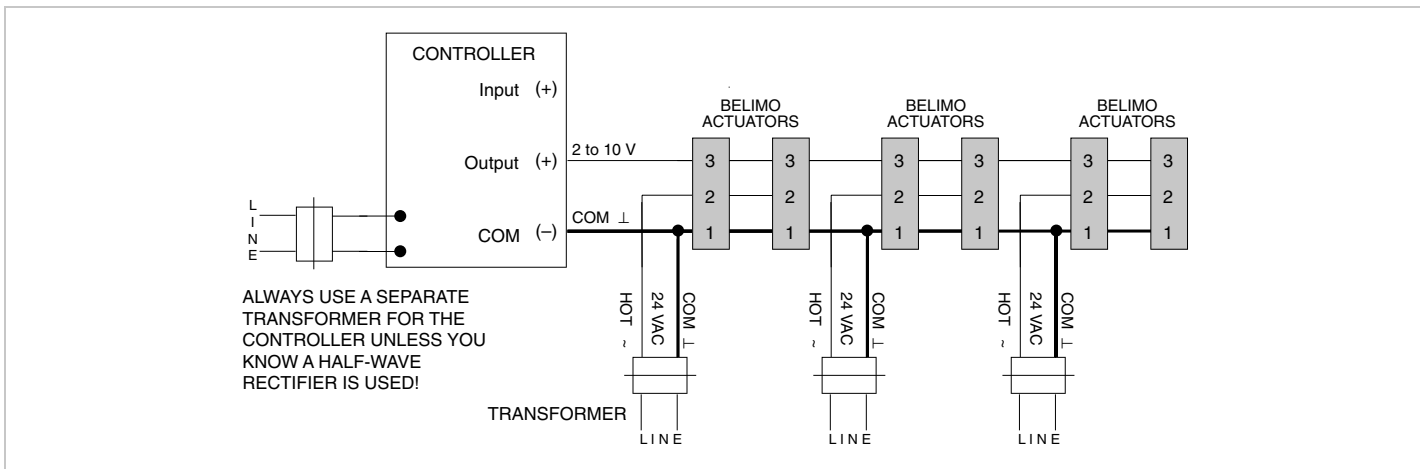 CONTROLLER
Input (+)
Output (+)
COM (–)
2 to 10 V
COM ⊥
LINE
ALWAYS USE A SEPARATE
TRANSFORMER FOR THE
CONTROLLER UNLESS YOU
KNOW A HALF-WAVE
RECTIFIER IS USED!
BELIMO
ACTUATORS
3 3
2 2
1 1
BELIMO
ACTUATORS
3 3
2 2
1 1
BELIMO
ACTUATORS
3 3
2 2
1 1
HOT ~
24 VAC
COM ⊥
HOT ~
24 VAC
COM ⊥
HOT ~
24 VAC
COM ⊥
TRANSFORMER
LINE
LINE
LINE